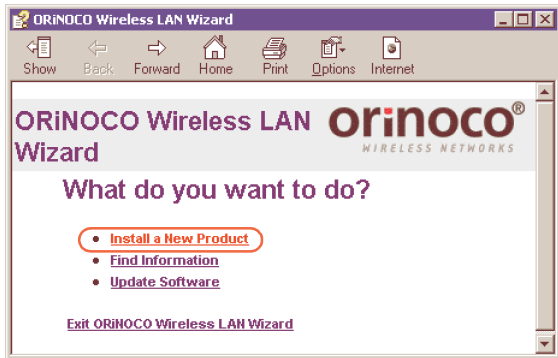 ORiNOCO Wireless LAN Wizard
Show Back Forward Home Print Options Internet
ORiNOCO Wireless LAN
Wizard
orinoco®
WIRELESS NETWORKS
What do you want to do?
• Install a New Product
• Find Information
• Update Software
Exit ORiNOCO Wireless LAN Wizard